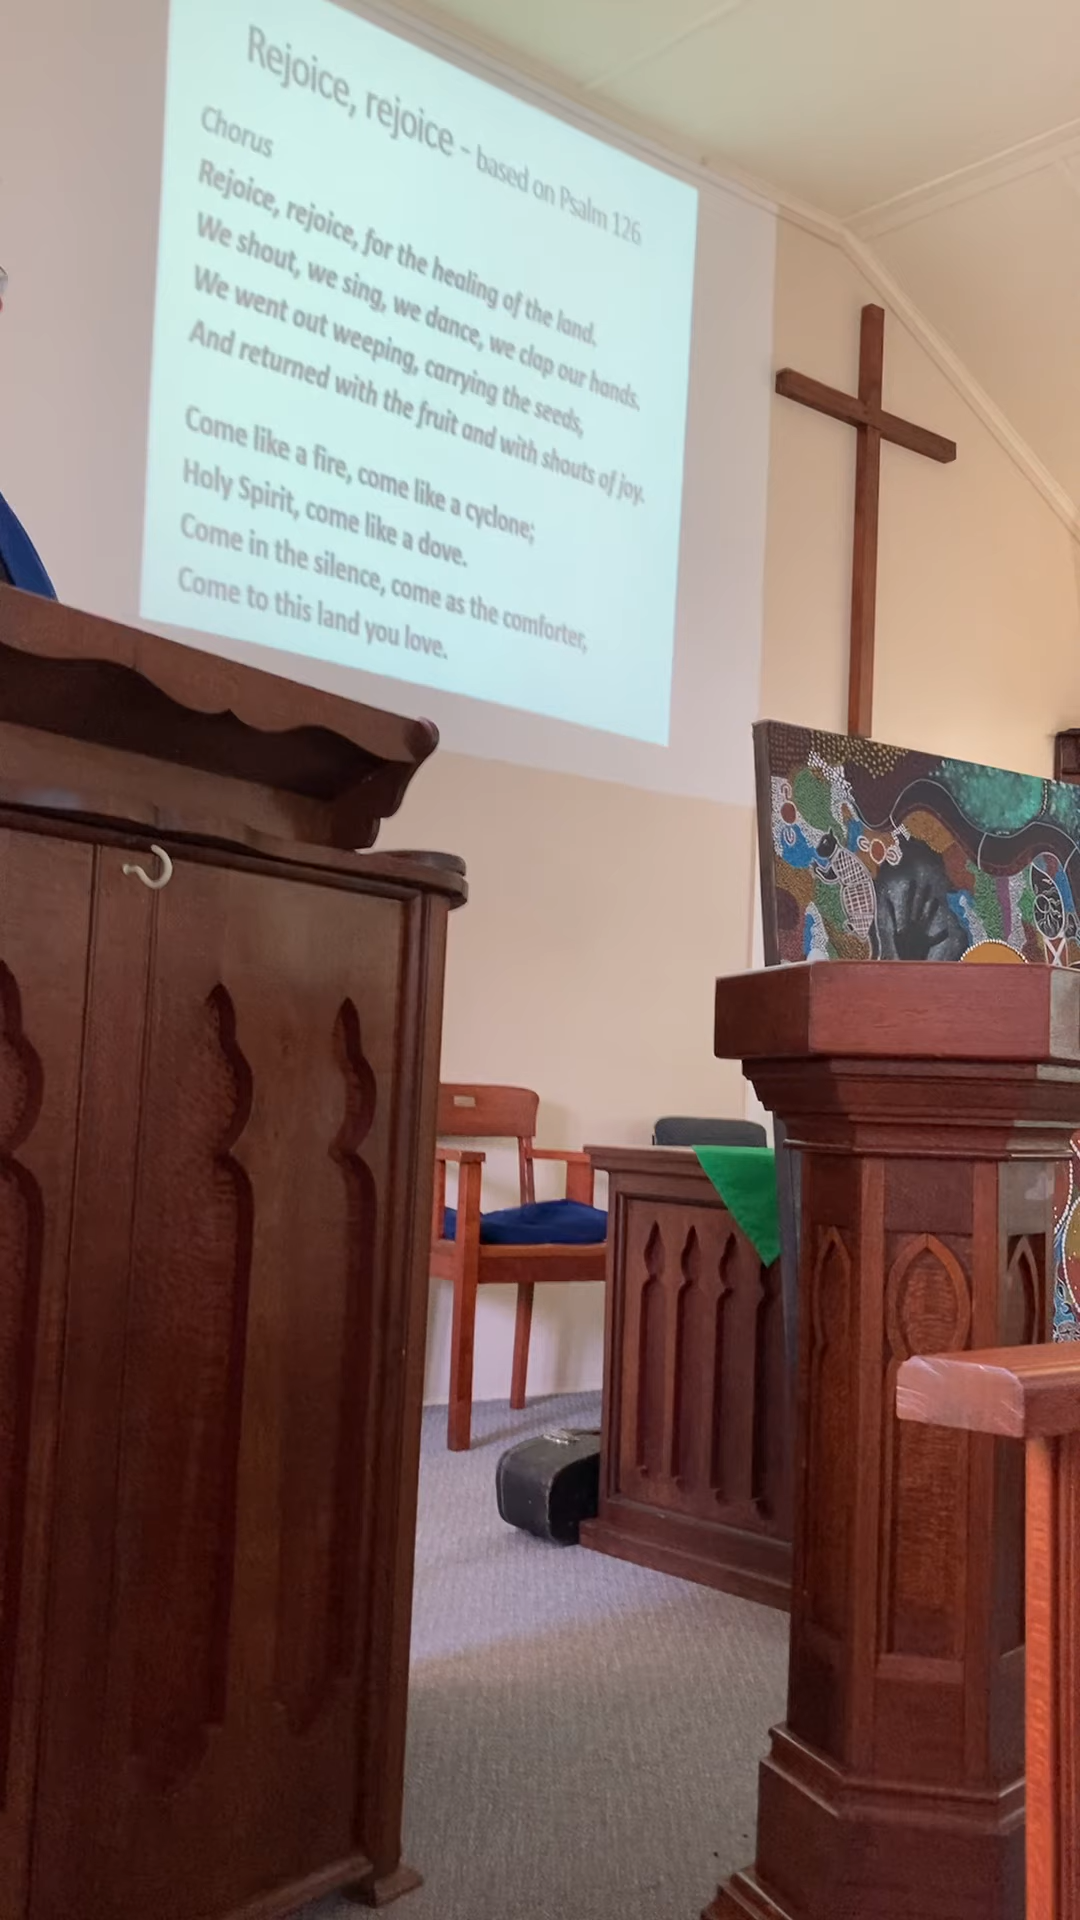 Rejoice, rejoice - based on Psalm 126
Chorus
Rejoice, rejoice, for the healing of the land.
We shout, we sing, we dance, we clap our hands.
We went out weeping, carrying the seeds,
And returned with the fruit and with shouts of joy.
Come like a fire, come like a cyclone;
Holy Spirit, come like a dove.
Come in the silence, come as the comforter,
Come to this land you love.